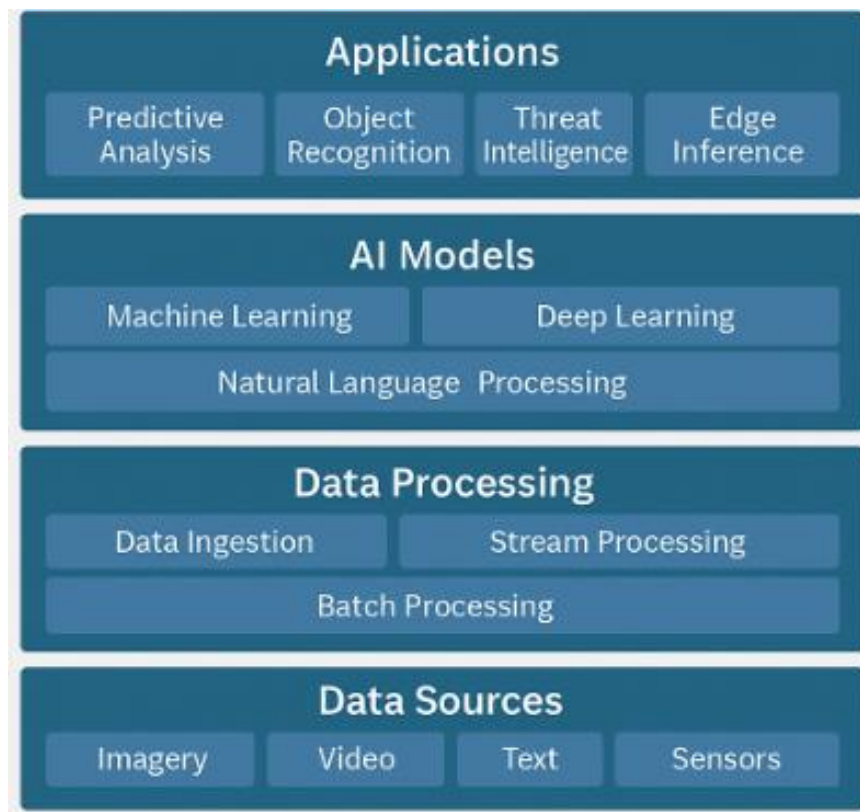 Applications
Predictive Analysis
Object Recognition
Threat Intelligence
Edge Inference
AI Models
Machine Learning
Deep Learning
Natural Language Processing
Data Processing
Data Ingestion
Stream Processing
Batch Processing
Data Sources
Imagery
Video
Text
Sensors